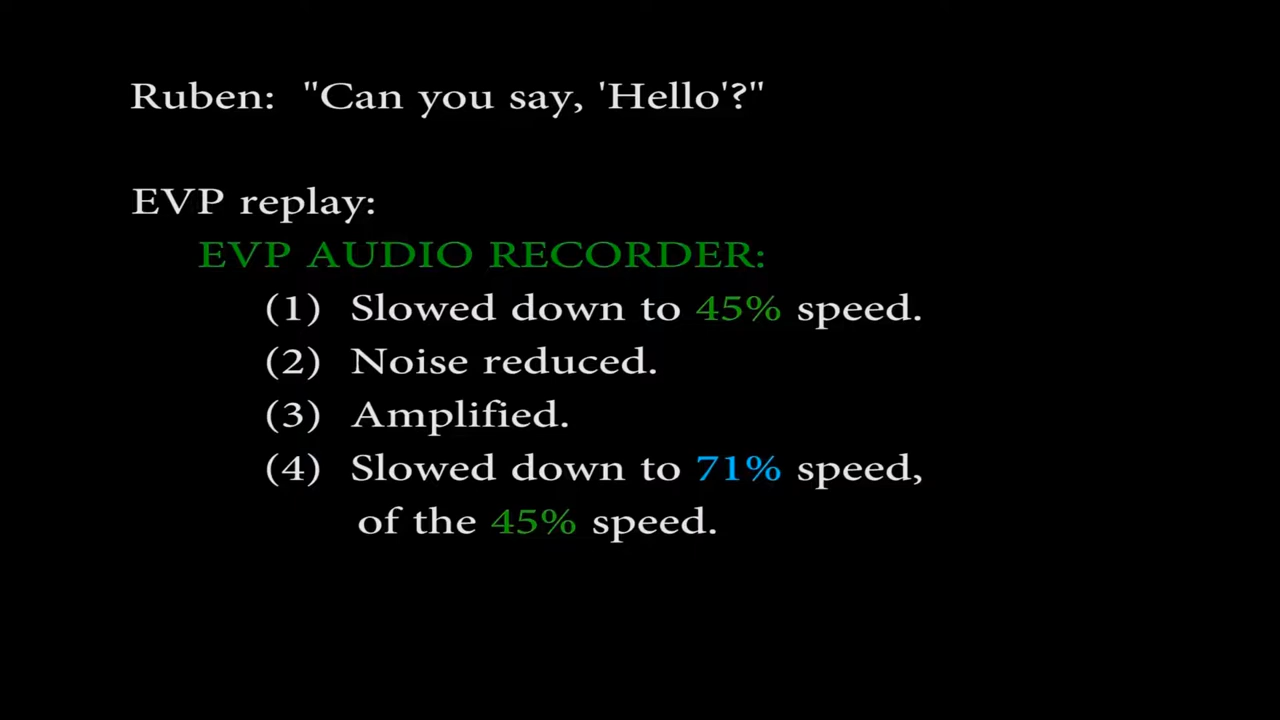 Ruben:  "Can you say, 'Hello'?"
EVP replay:
EVP AUDIO RECORDER:
(1)  Slowed down to 45% speed.
(2)  Noise reduced.
(3)  Amplified.
(4)  Slowed down to 71% speed,
of the 45% speed.